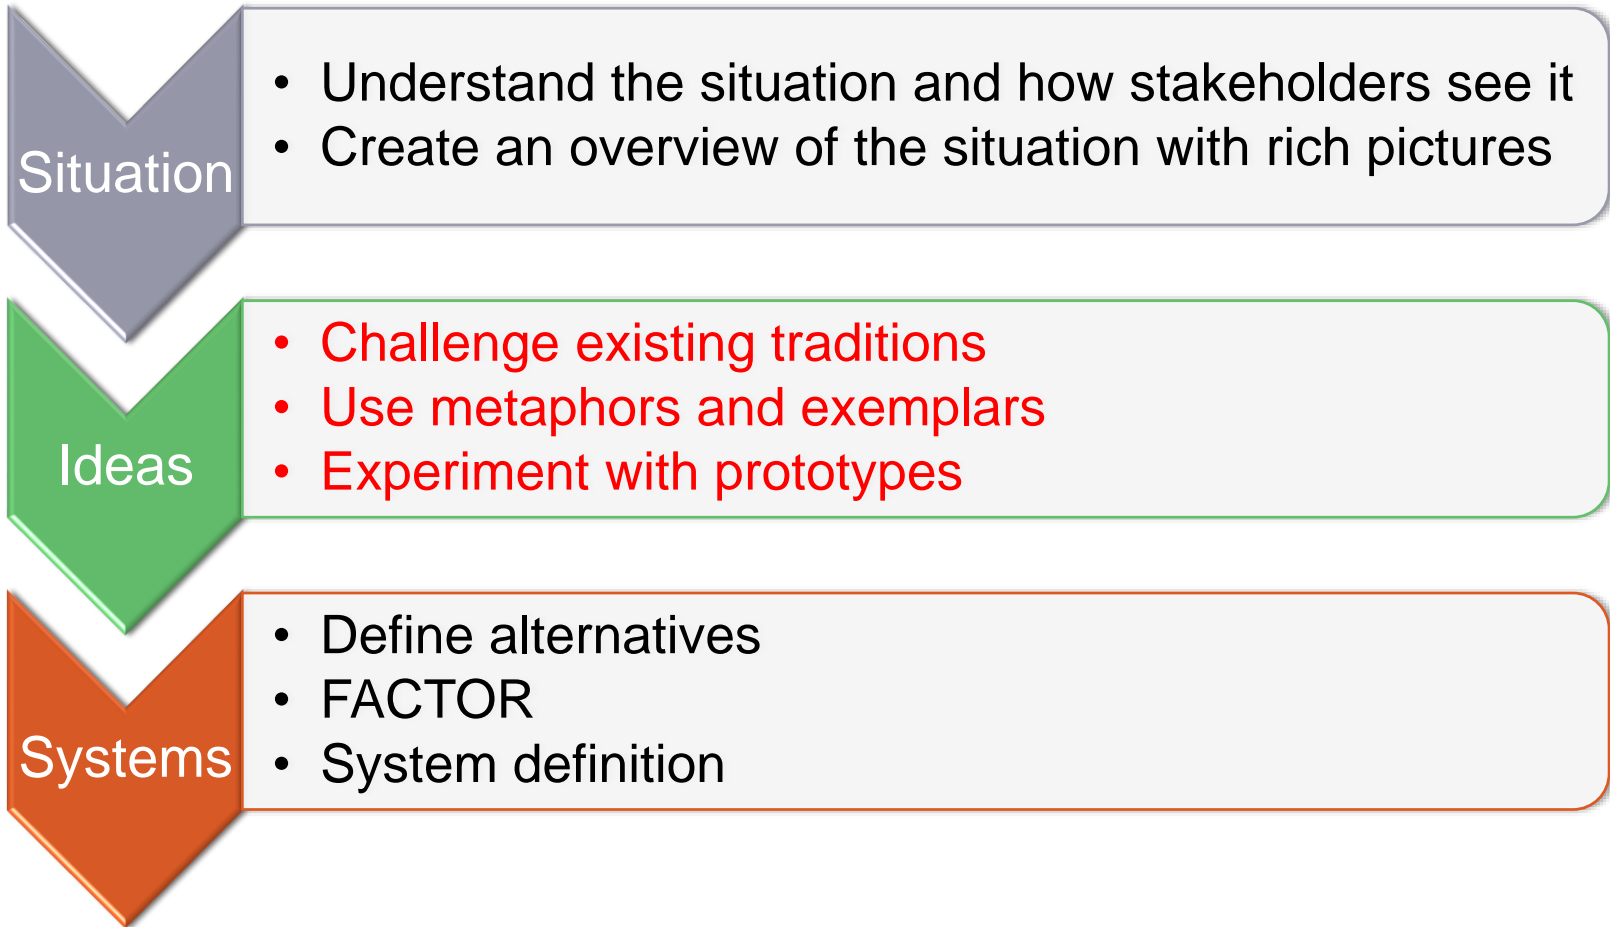 Situation
• Understand the situation and how stakeholders see it
• Create an overview of the situation with rich pictures
Ideas
• Challenge existing traditions
• Use metaphors and exemplars
• Experiment with prototypes
Systems
• Define alternatives
• FACTOR
• System definition